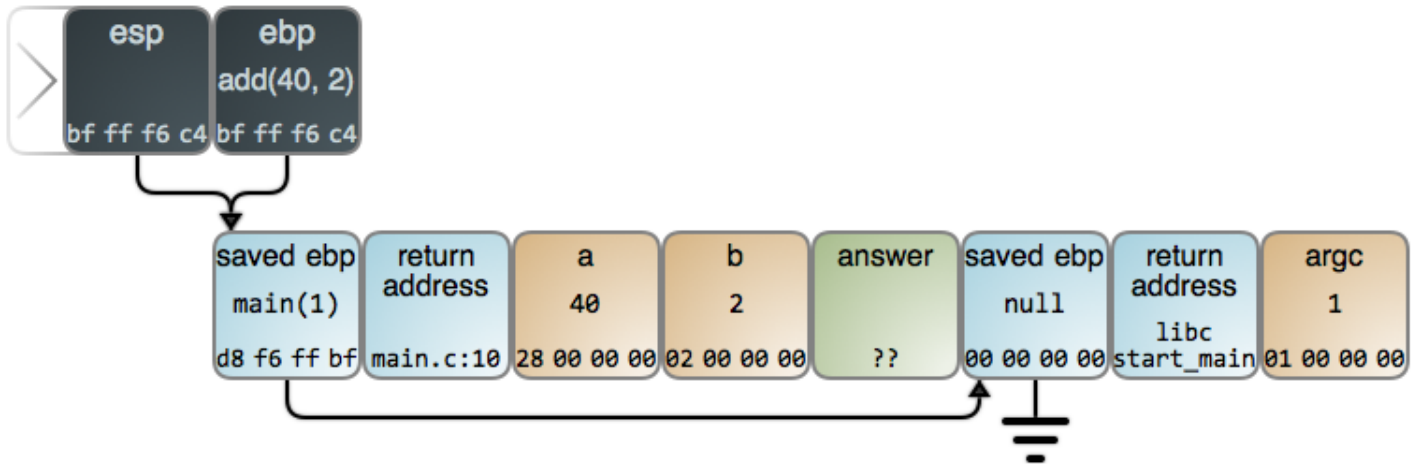 esp
bf ff f6 c4
ebp
add(40, 2)
bf ff f6 c4
saved ebp
main(1)
d8 f6 ff bf
return
address
main.c:10
a
40
28 00 00 00
b
2
02 00 00 00
answer
??
saved ebp
null
00 00 00 00
return
address
libc
start_main
argc
1
01 00 00 00